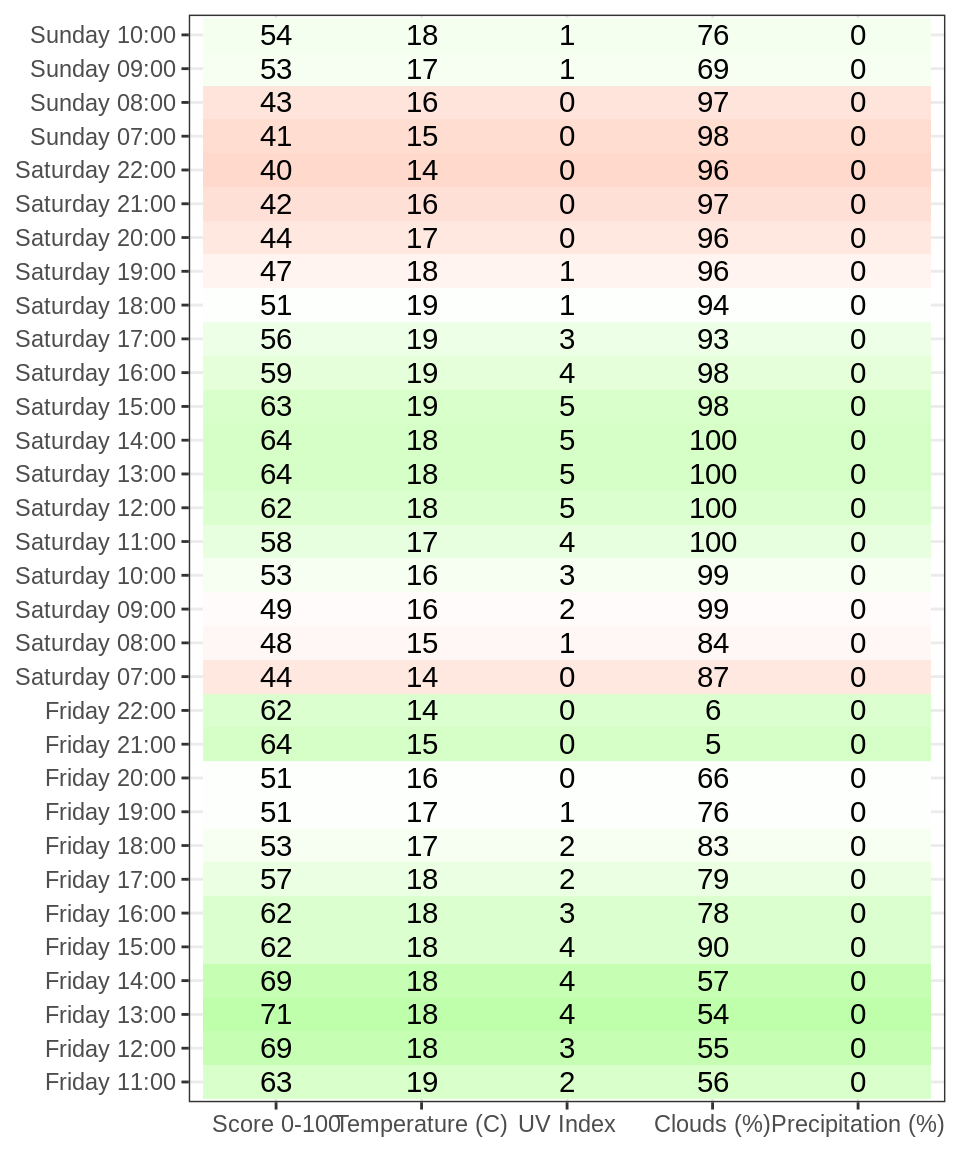 Sunday 10:00 54 18 1 76 0
Sunday 09:00 53 17 1 69 0
Sunday 08:00 43 16 0 97 0
Sunday 07:00 41 15 0 98 0
Saturday 22:00 40 14 0 96 0
Saturday 21:00 42 16 0 97 0
Saturday 20:00 44 17 0 96 0
Saturday 19:00 47 18 1 96 0
Saturday 18:00 51 19 1 94 0
Saturday 17:00 56 19 3 93 0
Saturday 16:00 59 19 4 98 0
Saturday 15:00 63 19 5 98 0
Saturday 14:00 64 18 5 100 0
Saturday 13:00 64 18 5 100 0
Saturday 12:00 62 18 5 100 0
Saturday 11:00 58 17 4 100 0
Saturday 10:00 53 16 3 99 0
Saturday 09:00 49 16 2 99 0
Saturday 08:00 48 15 1 84 0
Saturday 07:00 44 14 0 87 0
Friday 22:00 62 14 0 6 0
Friday 21:00 64 15 0 5 0
Friday 20:00 51 16 0 66 0
Friday 19:00 51 17 1 76 0
Friday 18:00 53 17 2 83 0
Friday 17:00 57 18 2 79 0
Friday 16:00 62 18 3 78 0
Friday 15:00 62 18 4 90 0
Friday 14:00 69 18 4 57 0
Friday 13:00 71 18 4 54 0
Friday 12:00 69 18 3 55 0
Friday 11:00 63 19 2 56 0
Score 0-100 Temperature (C) UV Index Clouds (%) Precipitation (%)